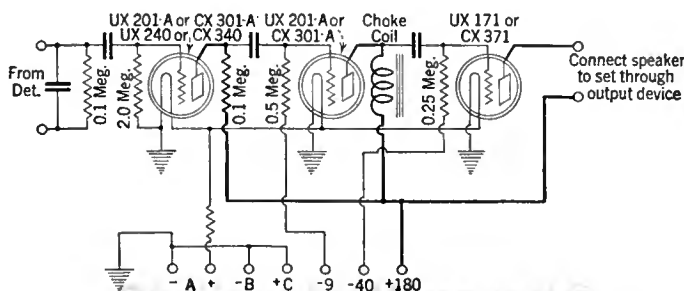 UX 201-A or CX 301-A
UX 240 or CX 340
UX 201-A or
CX 301-A
Choke
Coil
UX 171 or
CX 371
From
Det.
0.1 Meg.
2.0 Meg.
0.1 Meg.
0.5 Meg.
0.25 Meg.
Connect speaker
to set through
output device
- A + -B +C -9 -40 +180